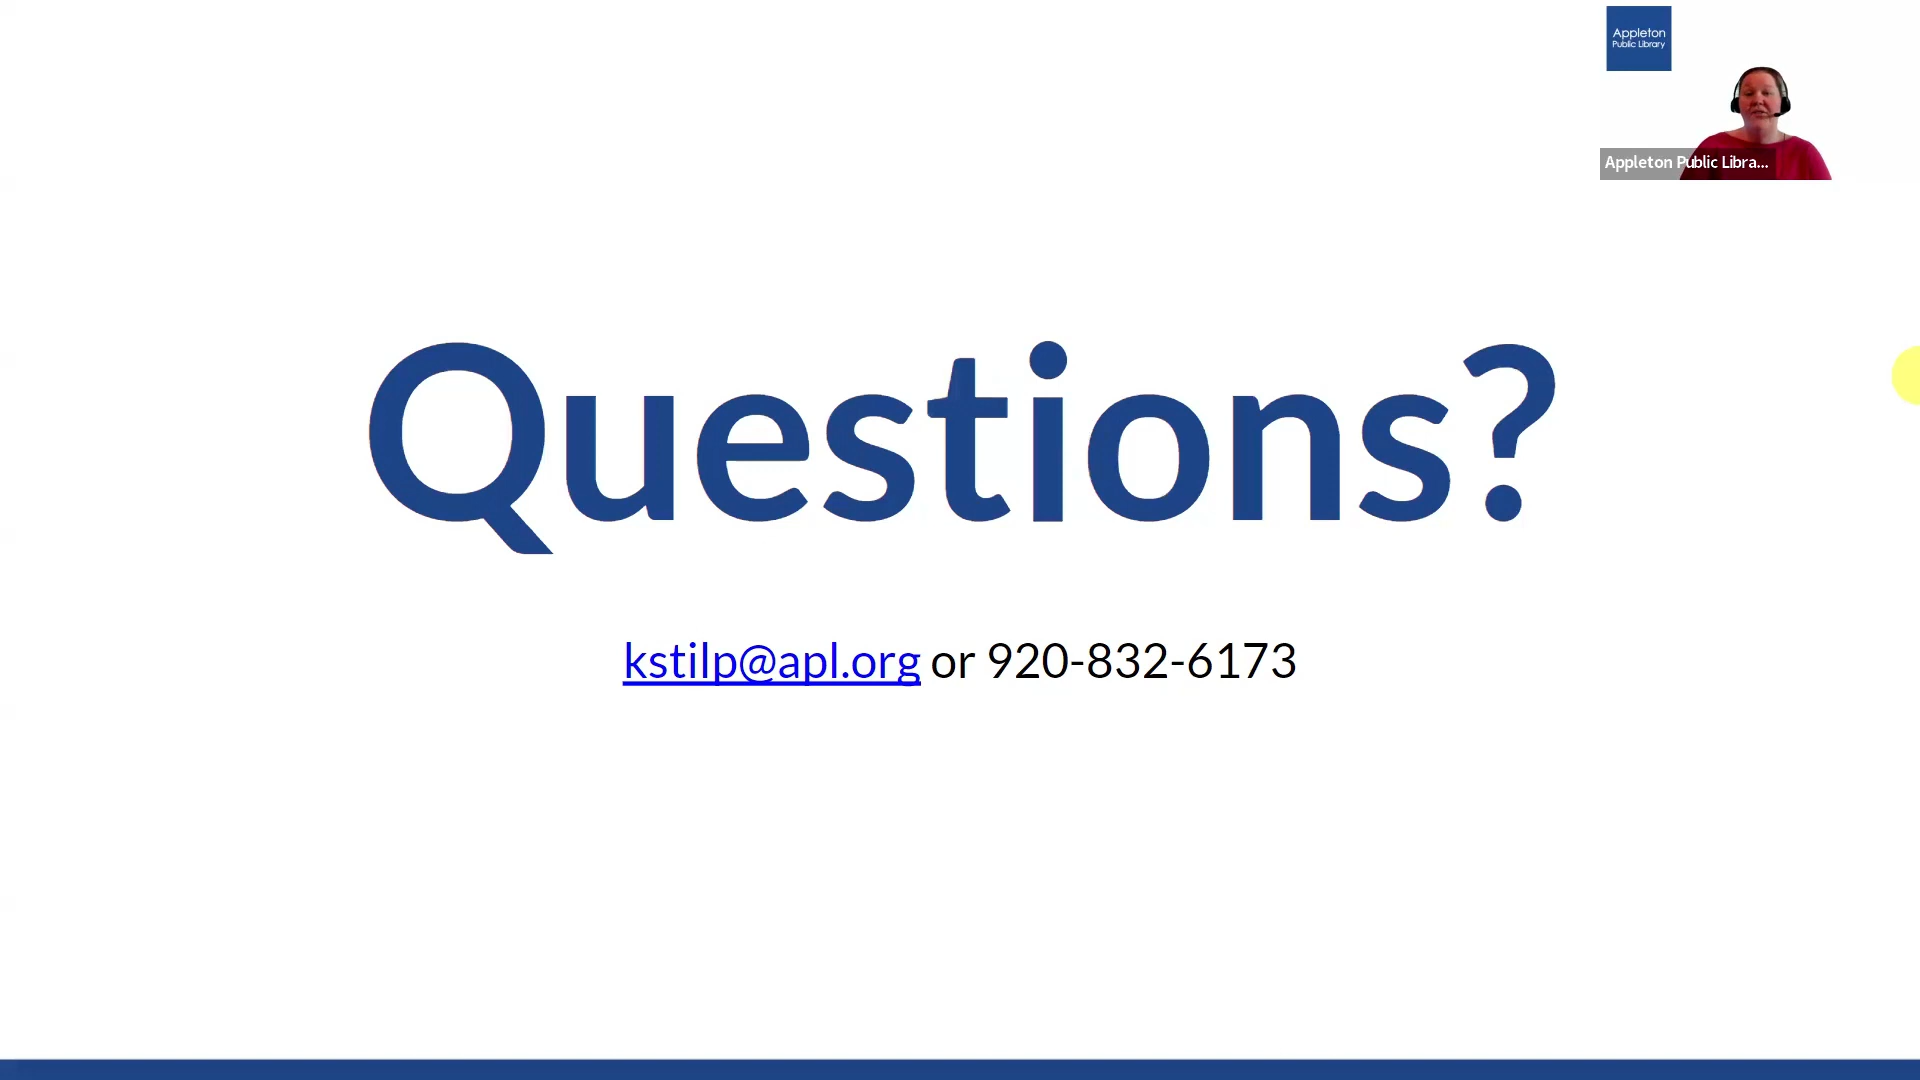 Appleton
Public Library
Appleton Public Libra...
Questions?
kstilp@apl.org or 920-832-6173